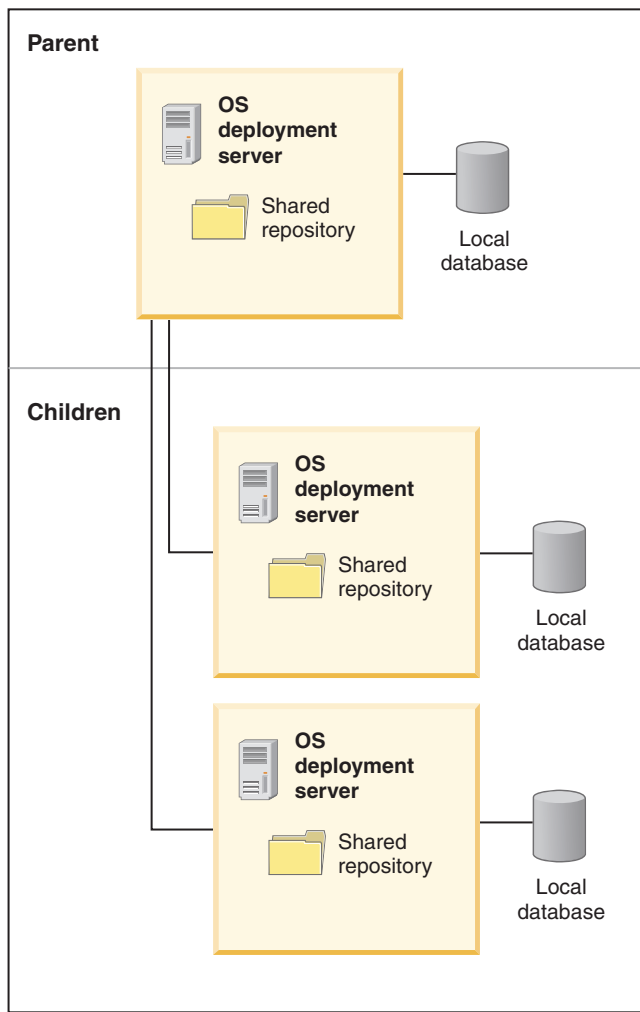 Parent
OS
deployment
server
Shared
repository
Local
database
Children
OS
deployment
server
Shared
repository
Local
database
OS
deployment
server
Shared
repository
Local
database